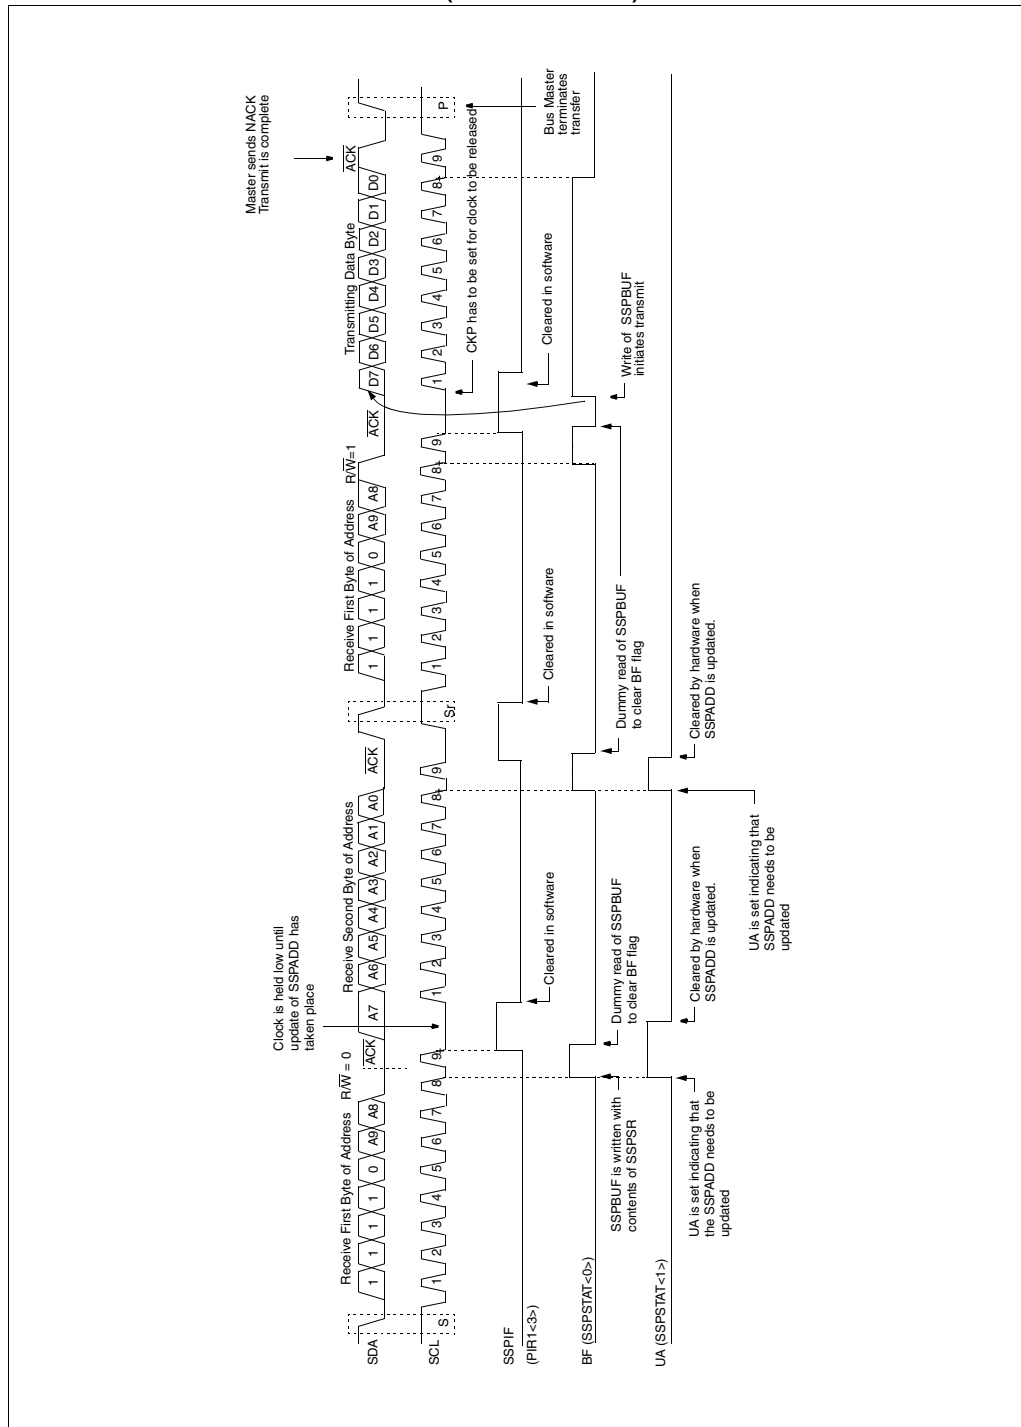 Master sends NACK
Transmit is complete
Clock is held low until
update of SSPADD has
taken place
Receive First Byte of Address
R/W = 0
ACK
Receive Second Byte of Address
ACK
Receive First Byte of Address
R/W=1
ACK
Transmitting Data Byte
ACK
SDA
1 1 1 1 0 A9 A8
A7 A6 A5 A4 A3 A2 A1 A0
1 1 1 1 0 A9 A8
D7 D6 D5 D4 D3 D2 D1 D0
SCL
S
1 2 3 4 5 6 7 8 9
1 2 3 4 5 6 7 8 9
Sr
1 2 3 4 5 6 7 8 9
1 2 3 4 5 6 7 8 9
P
CKP has to be set for clock to be released
Bus Master
terminates
transfer
SSPIF
(PIR1<3>)
Cleared in software
Cleared in software
Cleared in software
BF (SSPSTAT<0>)
SSPBUF is written with
contents of SSPSR
Dummy read of SSPBUF
to clear BF flag
Dummy read of SSPBUF
to clear BF flag
Write of SSPBUF
initiates transmit
UA (SSPSTAT<1>)
UA is set indicating that
the SSPADD needs to be
updated
Cleared by hardware when
SSPADD is updated.
UA is set indicating that
SSPADD needs to be
updated
Cleared by hardware when
SSPADD is updated.